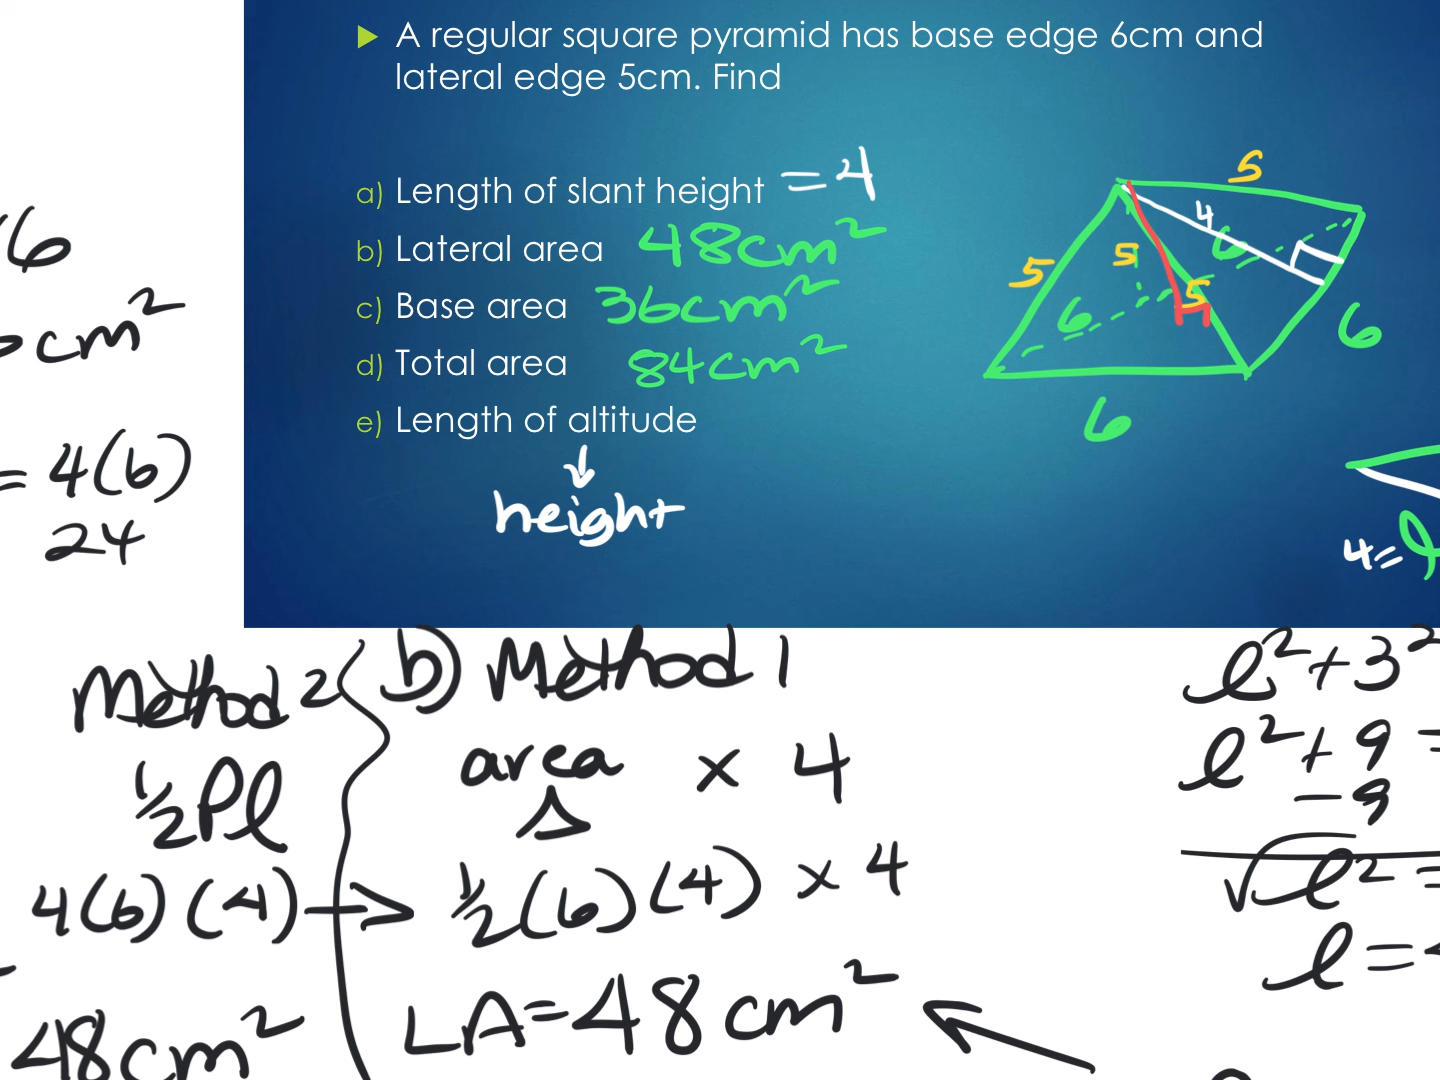 ▶ A regular square pyramid has base edge 6cm and
lateral edge 5cm. Find
a) Length of slant height = 4
b) Lateral area 48cm²
c) Base area 36cm²
d) Total area 84cm²
e) Length of altitude
↓
height
5
4
6
5
5
5
6
6
6
4=l
6
cm²
= 4(6)
24
Method 2
½Pl
4(6)(4)
48cm²
b) Method 1
area △ × 4
→ ½(6)(4) × 4
LA=48cm²
l²+3²
l²+9=
-9
√l²=
l=